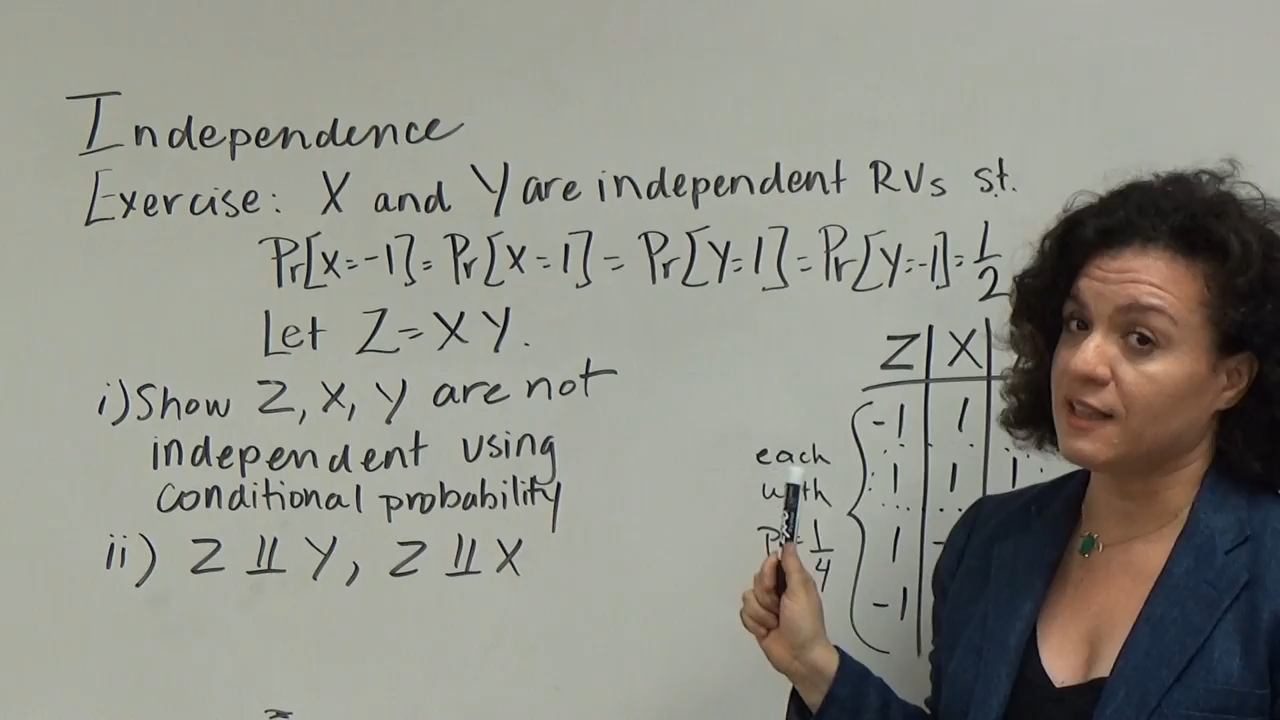 Independence
Exercise: X and Y are independent RVs s.t.
Pr[X=-1]=Pr[X=1]=Pr[Y=1]=Pr[Y=-1]=1/2
Let Z=XY.
i) Show Z, X, Y are not
independent using
conditional probability
ii) Z ⫫ Y, Z ⫫ X
each
with
1/4
Z | X |
-1 | 1
1 | 1 | 1
1 | -
-1